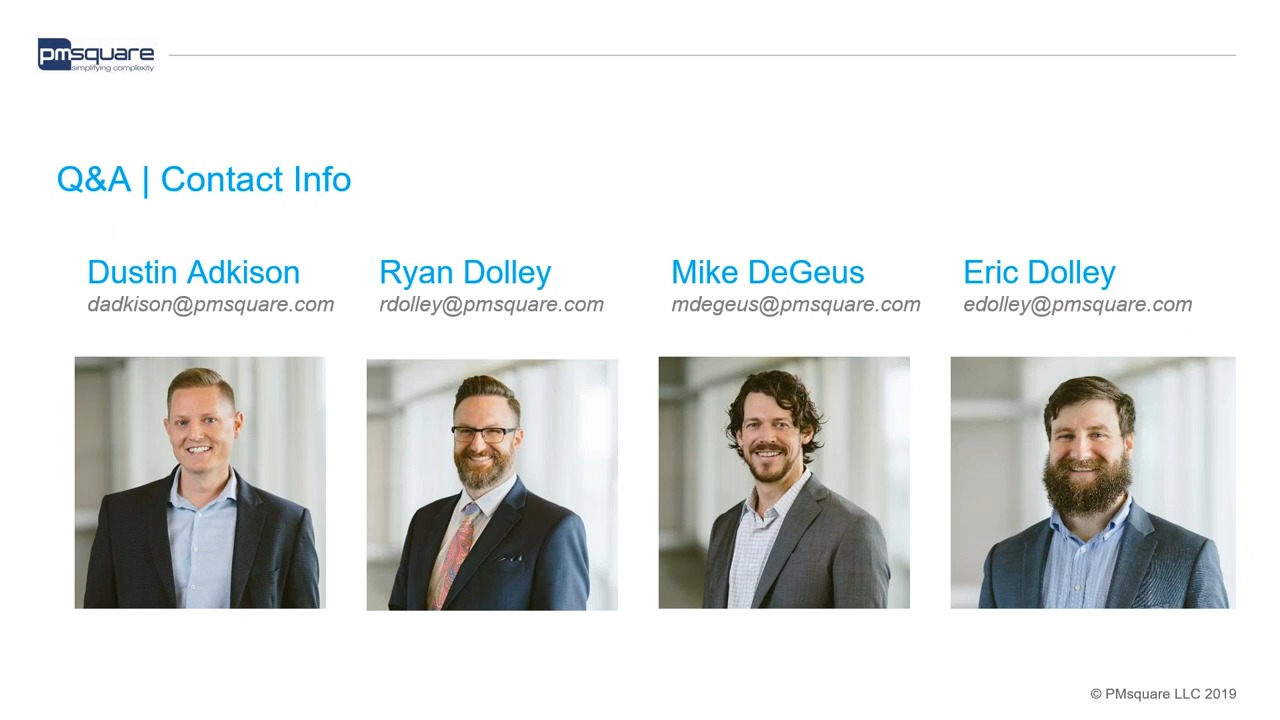 pmsquare
simplifying complexity
Q&A | Contact Info
Dustin Adkison
dadkison@pmsquare.com
Ryan Dolley
rdolley@pmsquare.com
Mike DeGeus
mdegeus@pmsquare.com
Eric Dolley
edolley@pmsquare.com
© PMsquare LLC 2019